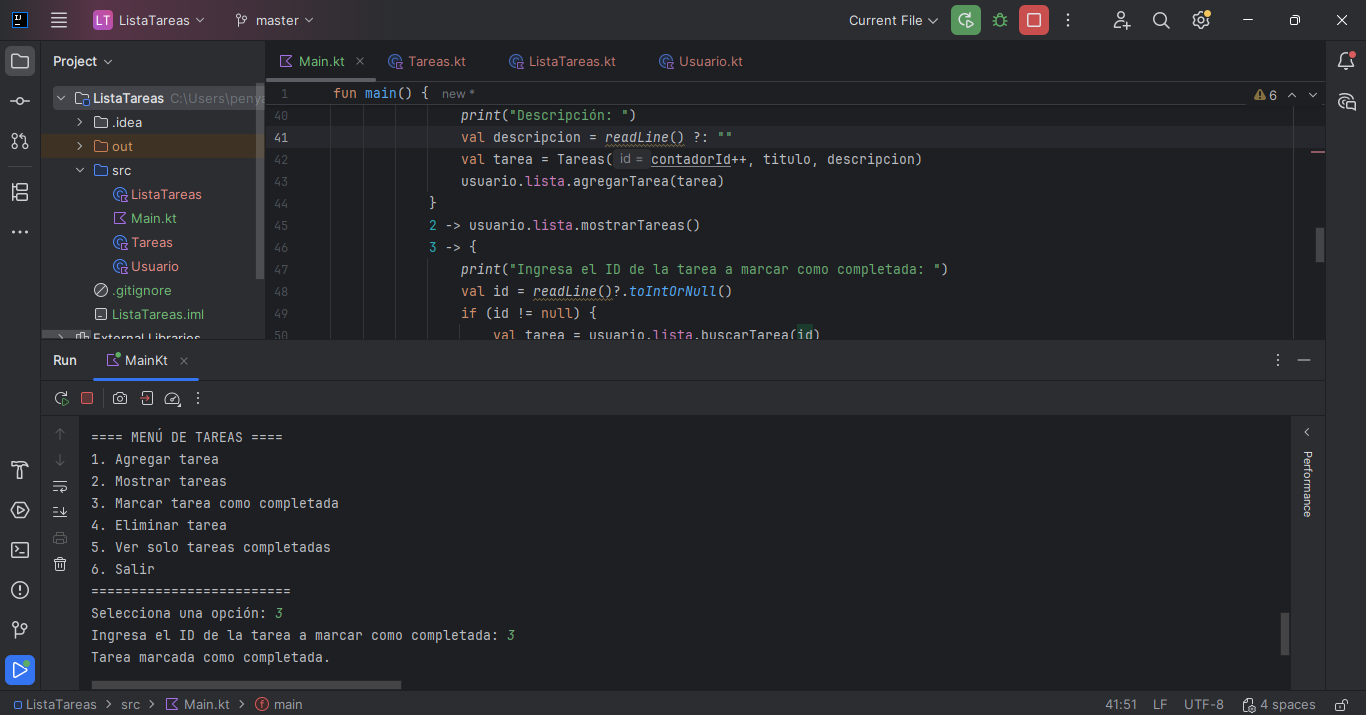 LT ListaTareas master Current File
Project
Main.kt Tareas.kt ListaTareas.kt Usuario.kt
ListaTareas C:\Users\penya
.idea
out
src
ListaTareas
Main.kt
Tareas
Usuario
.gitignore
ListaTareas.iml
External Libraries
1 fun main() { new *
6
40 print("Descripción: ")
41 val descripcion = readLine() ?: ""
42 val tarea = Tareas( id = contadorId++, titulo, descripcion)
43 usuario.lista.agregarTarea(tarea)
44 }
45 2 -> usuario.lista.mostrarTareas()
46 3 -> {
47 print("Ingresa el ID de la tarea a marcar como completada: ")
48 val id = readLine()?.toIntOrNull()
49 if (id != null) {
50 val tarea = usuario.lista.buscarTarea(id)
Run MainKt
==== MENÚ DE TAREAS ====
1. Agregar tarea
2. Mostrar tareas
3. Marcar tarea como completada
4. Eliminar tarea
5. Ver solo tareas completadas
6. Salir
=========================
Selecciona una opción: 3
Ingresa el ID de la tarea a marcar como completada: 3
Tarea marcada como completada.
Performance
ListaTareas > src > Main.kt > main
41:51 LF UTF-8 4 spaces